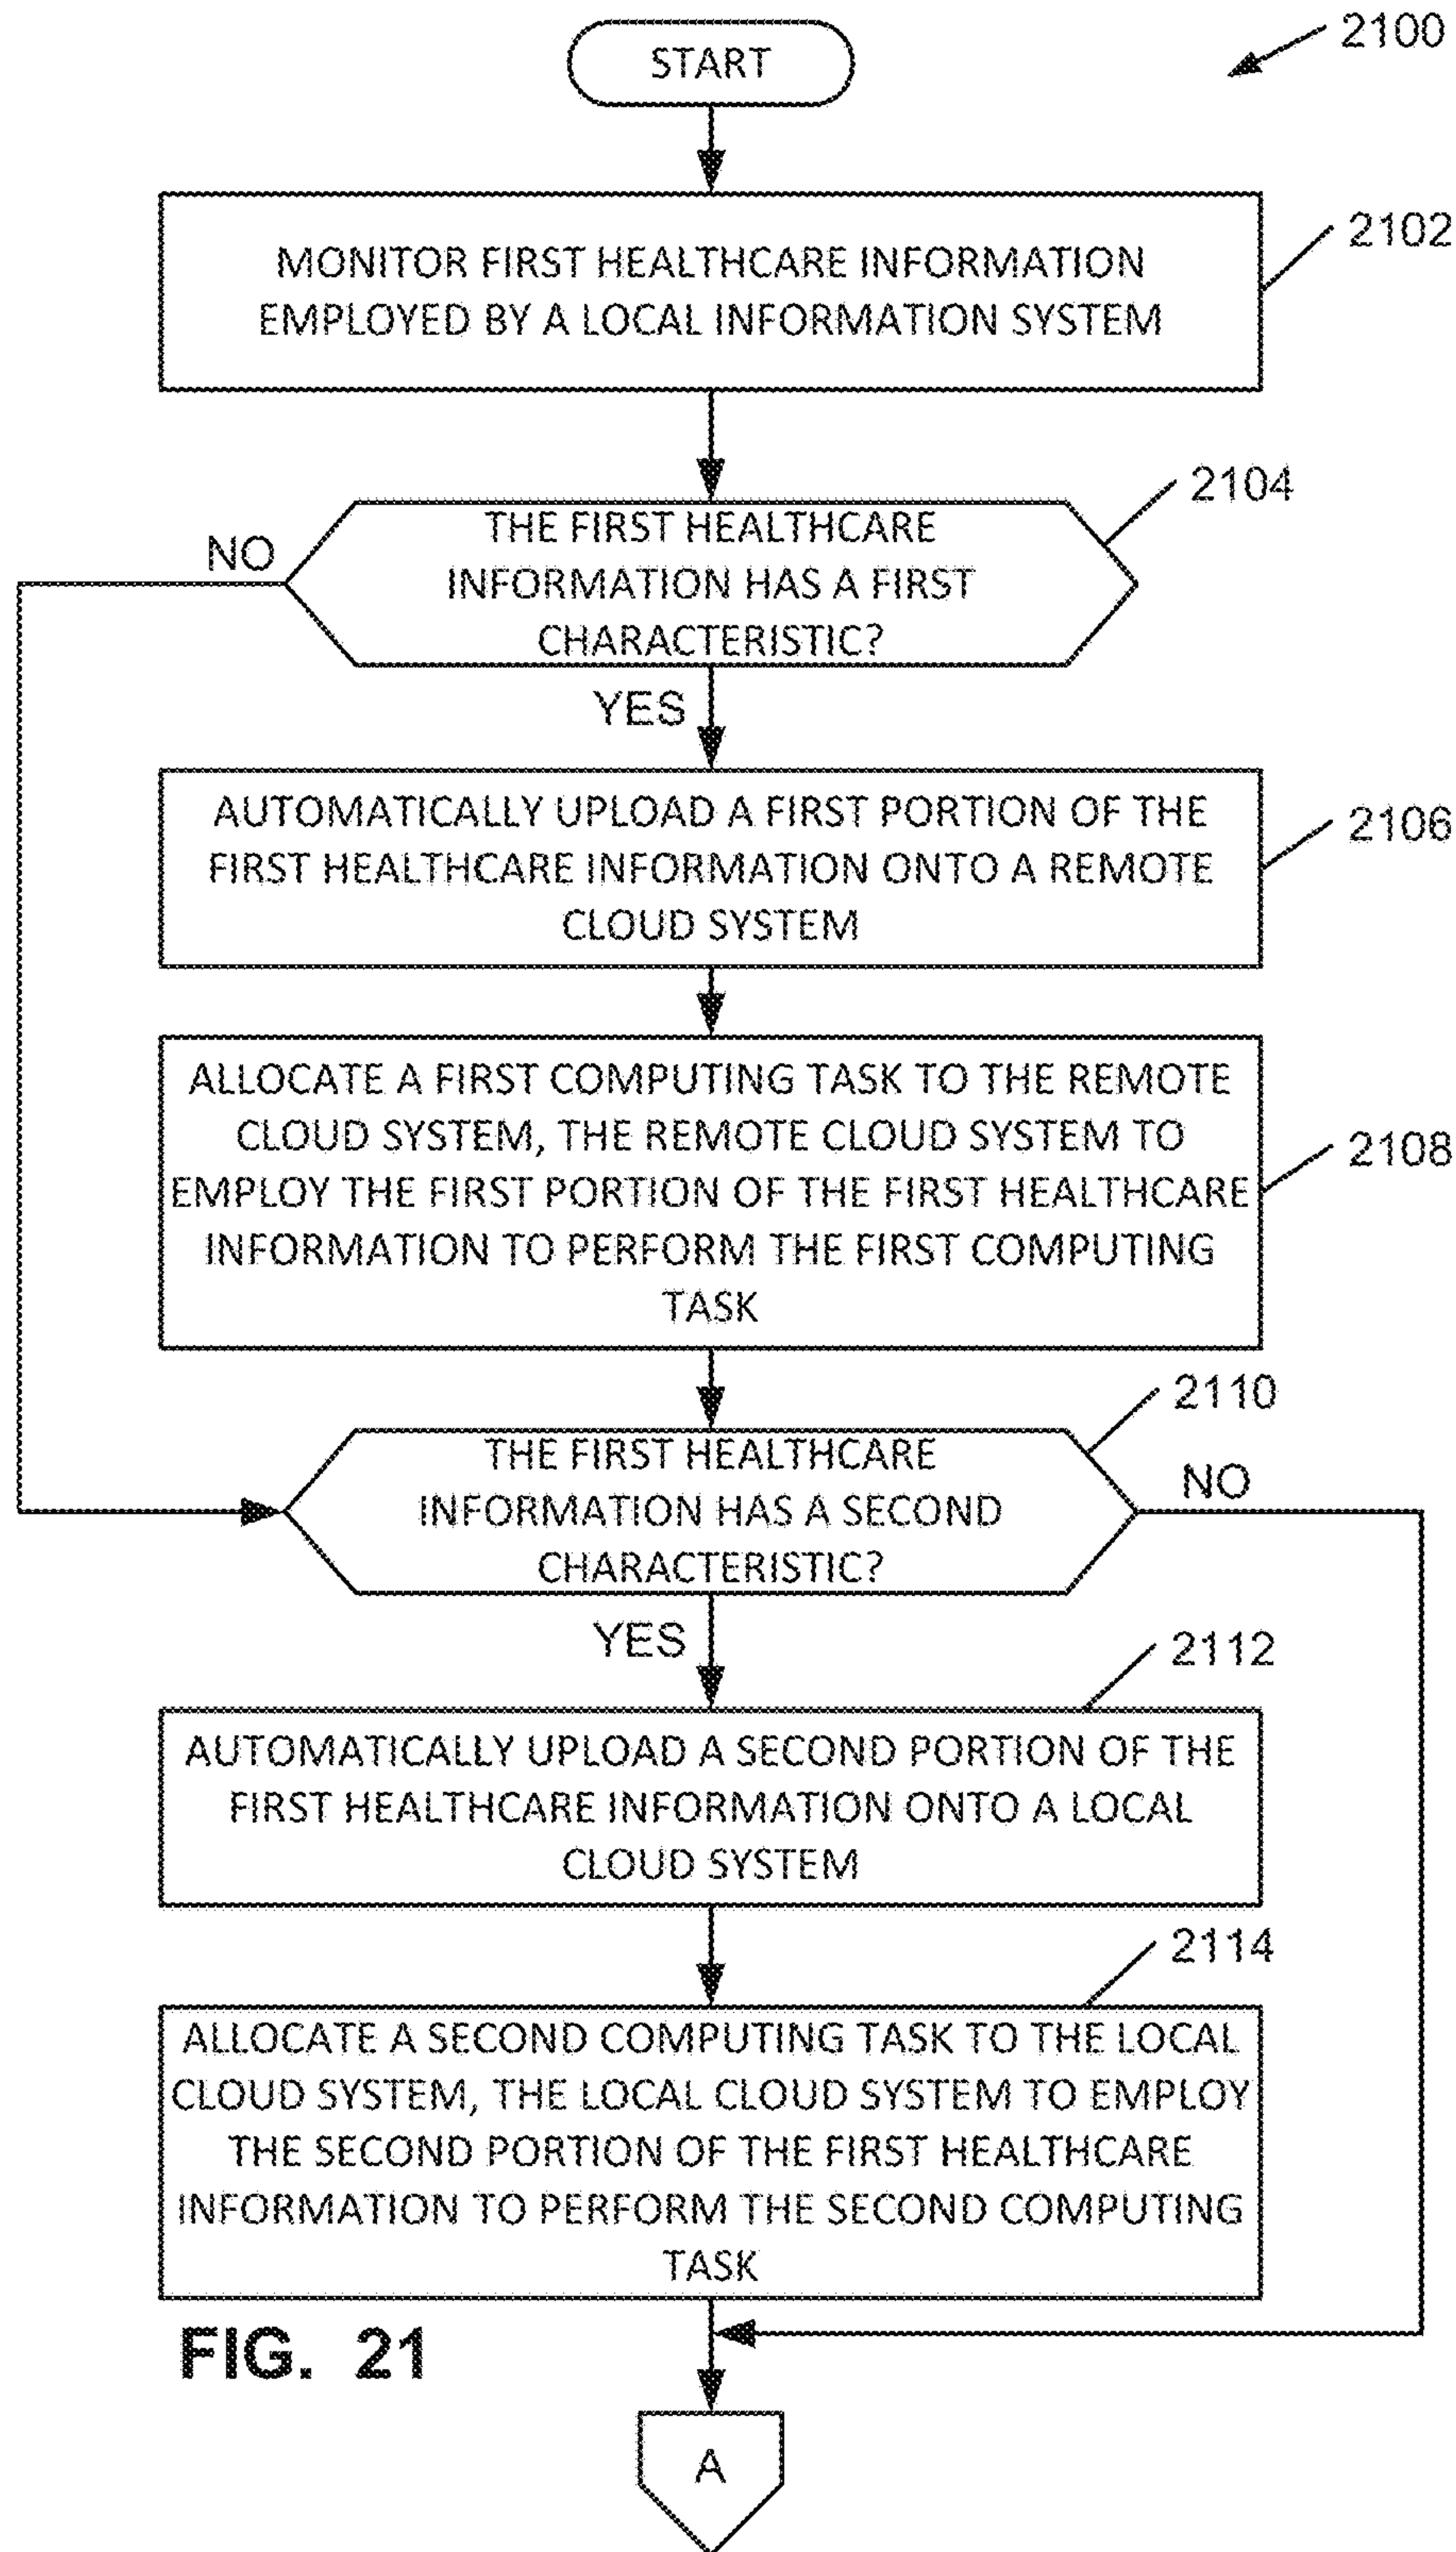 2100
START
2102
MONITOR FIRST HEALTHCARE INFORMATION
EMPLOYED BY A LOCAL INFORMATION SYSTEM
2104
THE FIRST HEALTHCARE
INFORMATION HAS A FIRST
CHARACTERISTIC?
NO
YES
2106
AUTOMATICALLY UPLOAD A FIRST PORTION OF THE
FIRST HEALTHCARE INFORMATION ONTO A REMOTE
CLOUD SYSTEM
2108
ALLOCATE A FIRST COMPUTING TASK TO THE REMOTE
CLOUD SYSTEM, THE REMOTE CLOUD SYSTEM TO
EMPLOY THE FIRST PORTION OF THE FIRST HEALTHCARE
INFORMATION TO PERFORM THE FIRST COMPUTING
TASK
2110
THE FIRST HEALTHCARE
INFORMATION HAS A SECOND
CHARACTERISTIC?
NO
YES
2112
AUTOMATICALLY UPLOAD A SECOND PORTION OF THE
FIRST HEALTHCARE INFORMATION ONTO A LOCAL
CLOUD SYSTEM
2114
ALLOCATE A SECOND COMPUTING TASK TO THE LOCAL
CLOUD SYSTEM, THE LOCAL CLOUD SYSTEM TO EMPLOY
THE SECOND PORTION OF THE FIRST HEALTHCARE
INFORMATION TO PERFORM THE SECOND COMPUTING
TASK
FIG. 21
A